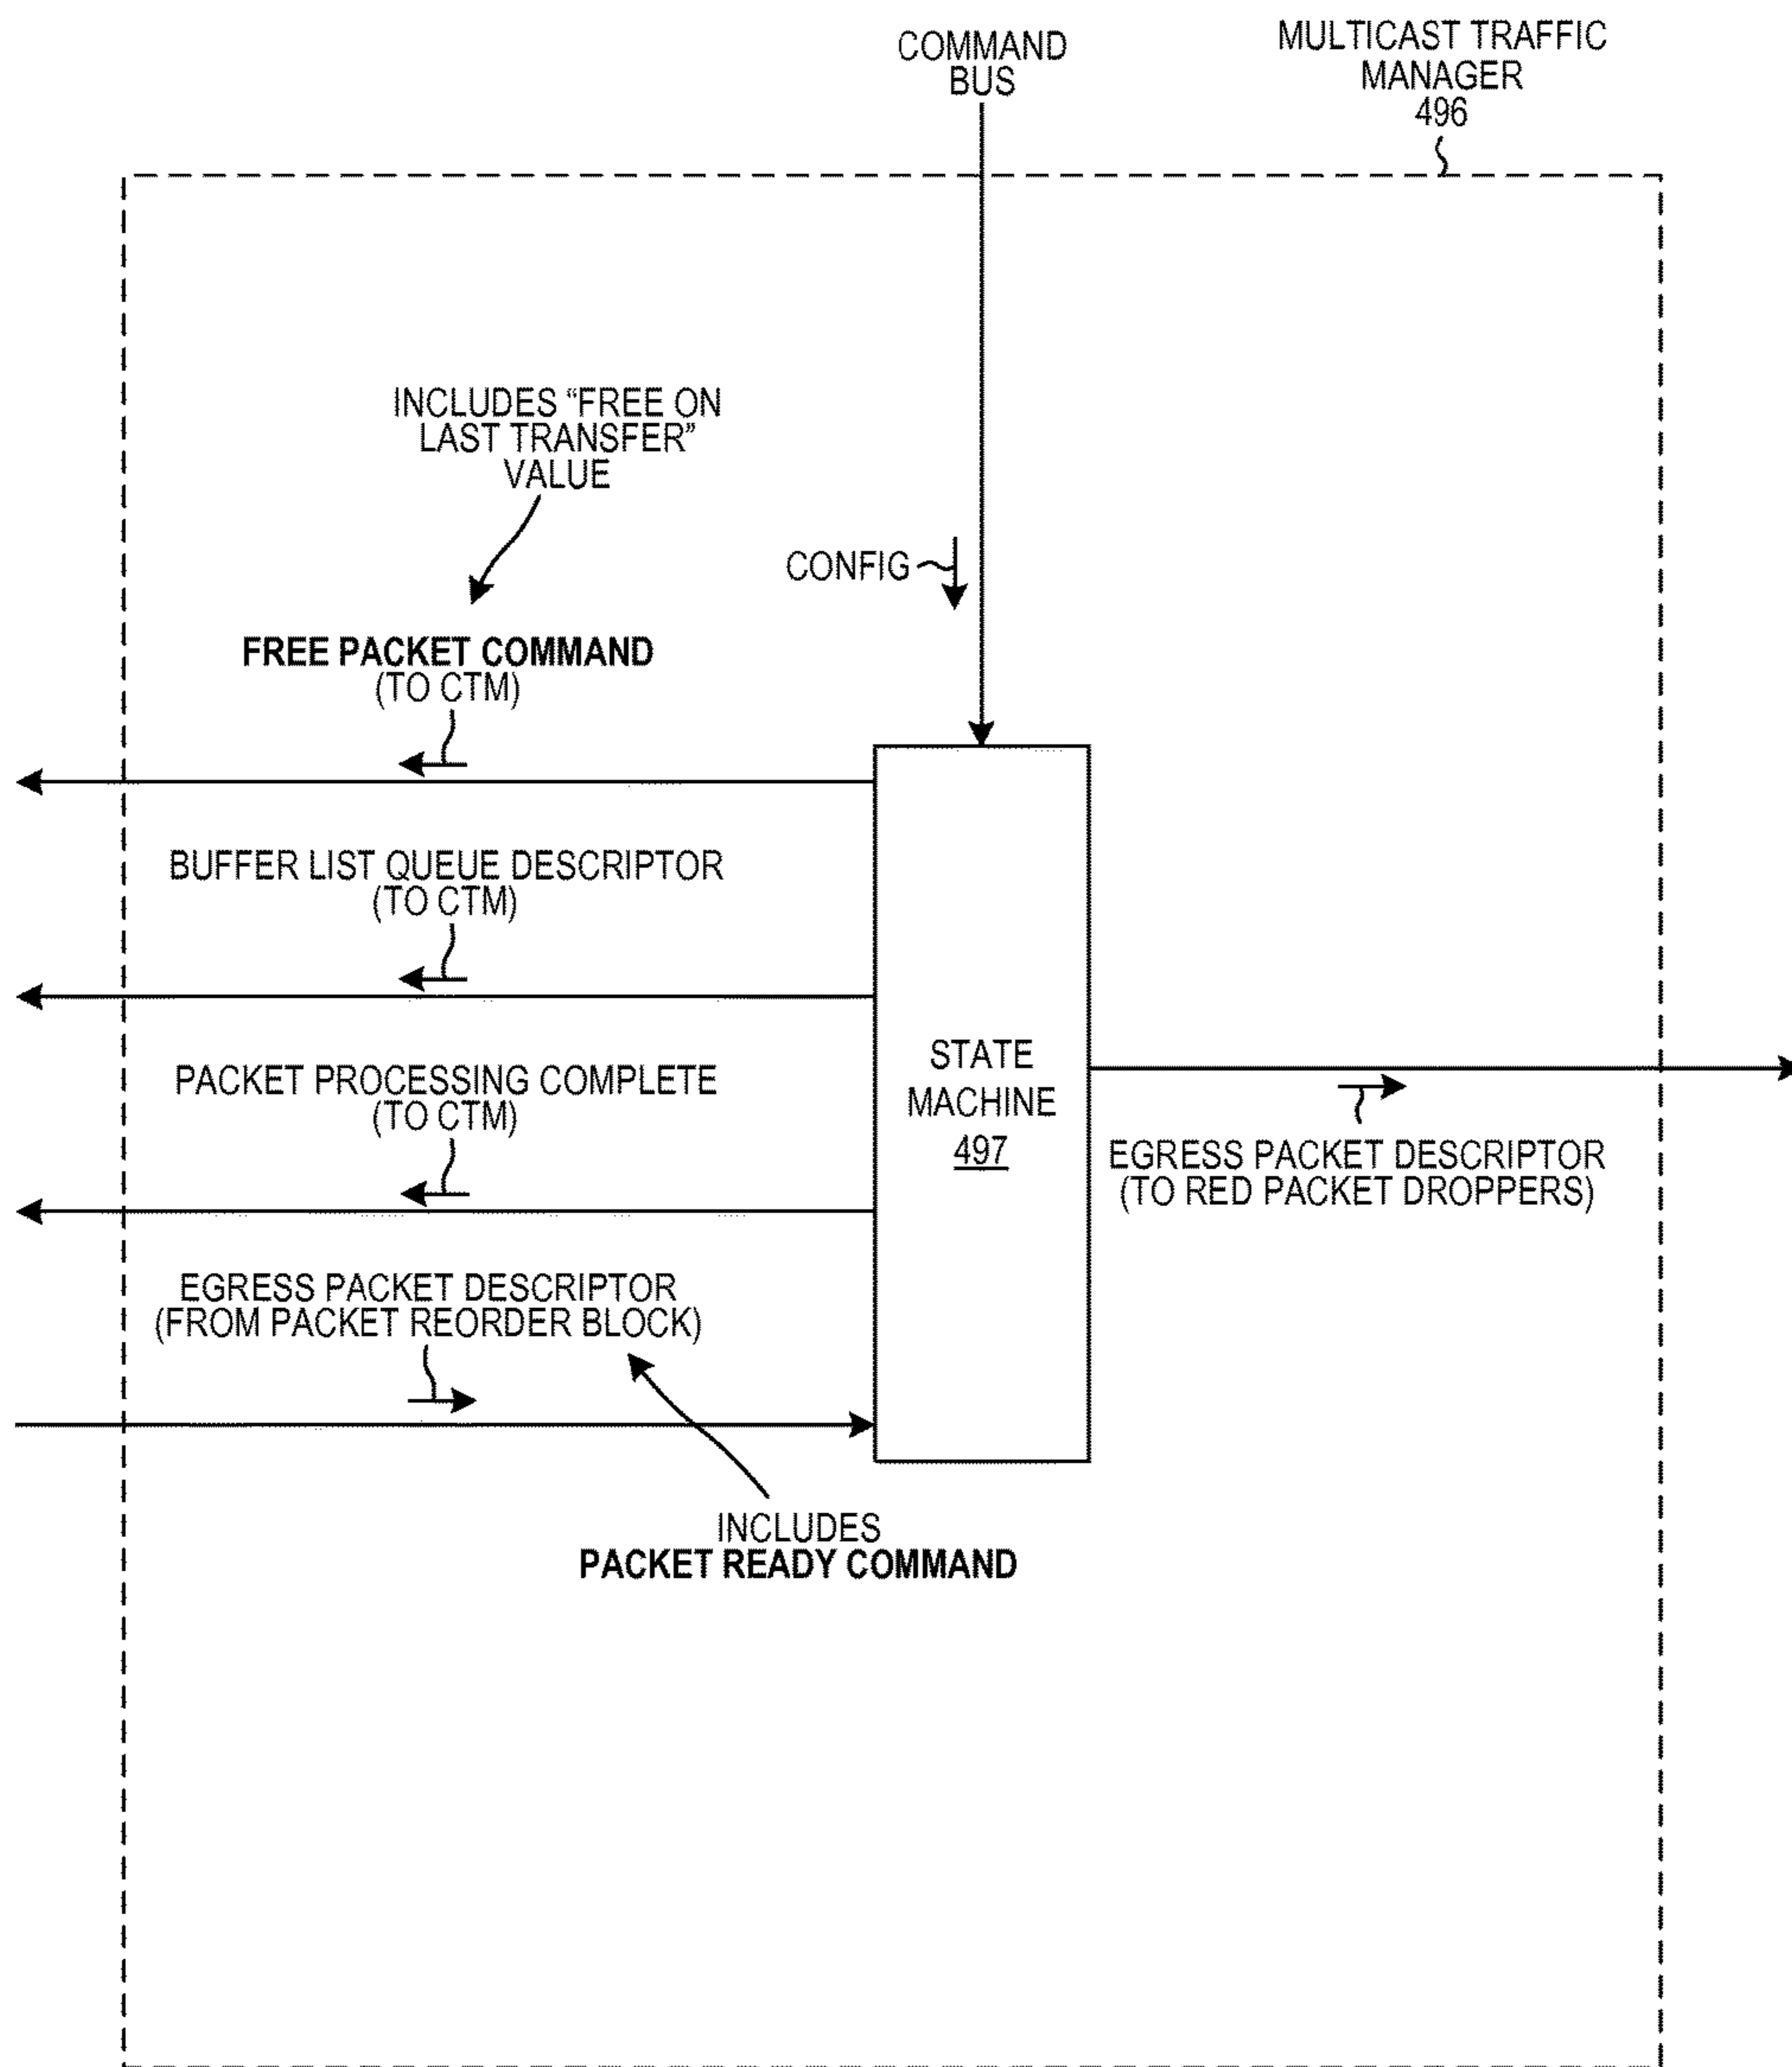 COMMAND
BUS
MULTICAST TRAFFIC
MANAGER
496
INCLUDES “FREE ON
LAST TRANSFER”
VALUE
CONFIG
FREE PACKET COMMAND
(TO CTM)
BUFFER LIST QUEUE DESCRIPTOR
(TO CTM)
PACKET PROCESSING COMPLETE
(TO CTM)
STATE
MACHINE
497
EGRESS PACKET DESCRIPTOR
(TO RED PACKET DROPPERS)
EGRESS PACKET DESCRIPTOR
(FROM PACKET REORDER BLOCK)
INCLUDES
PACKET READY COMMAND